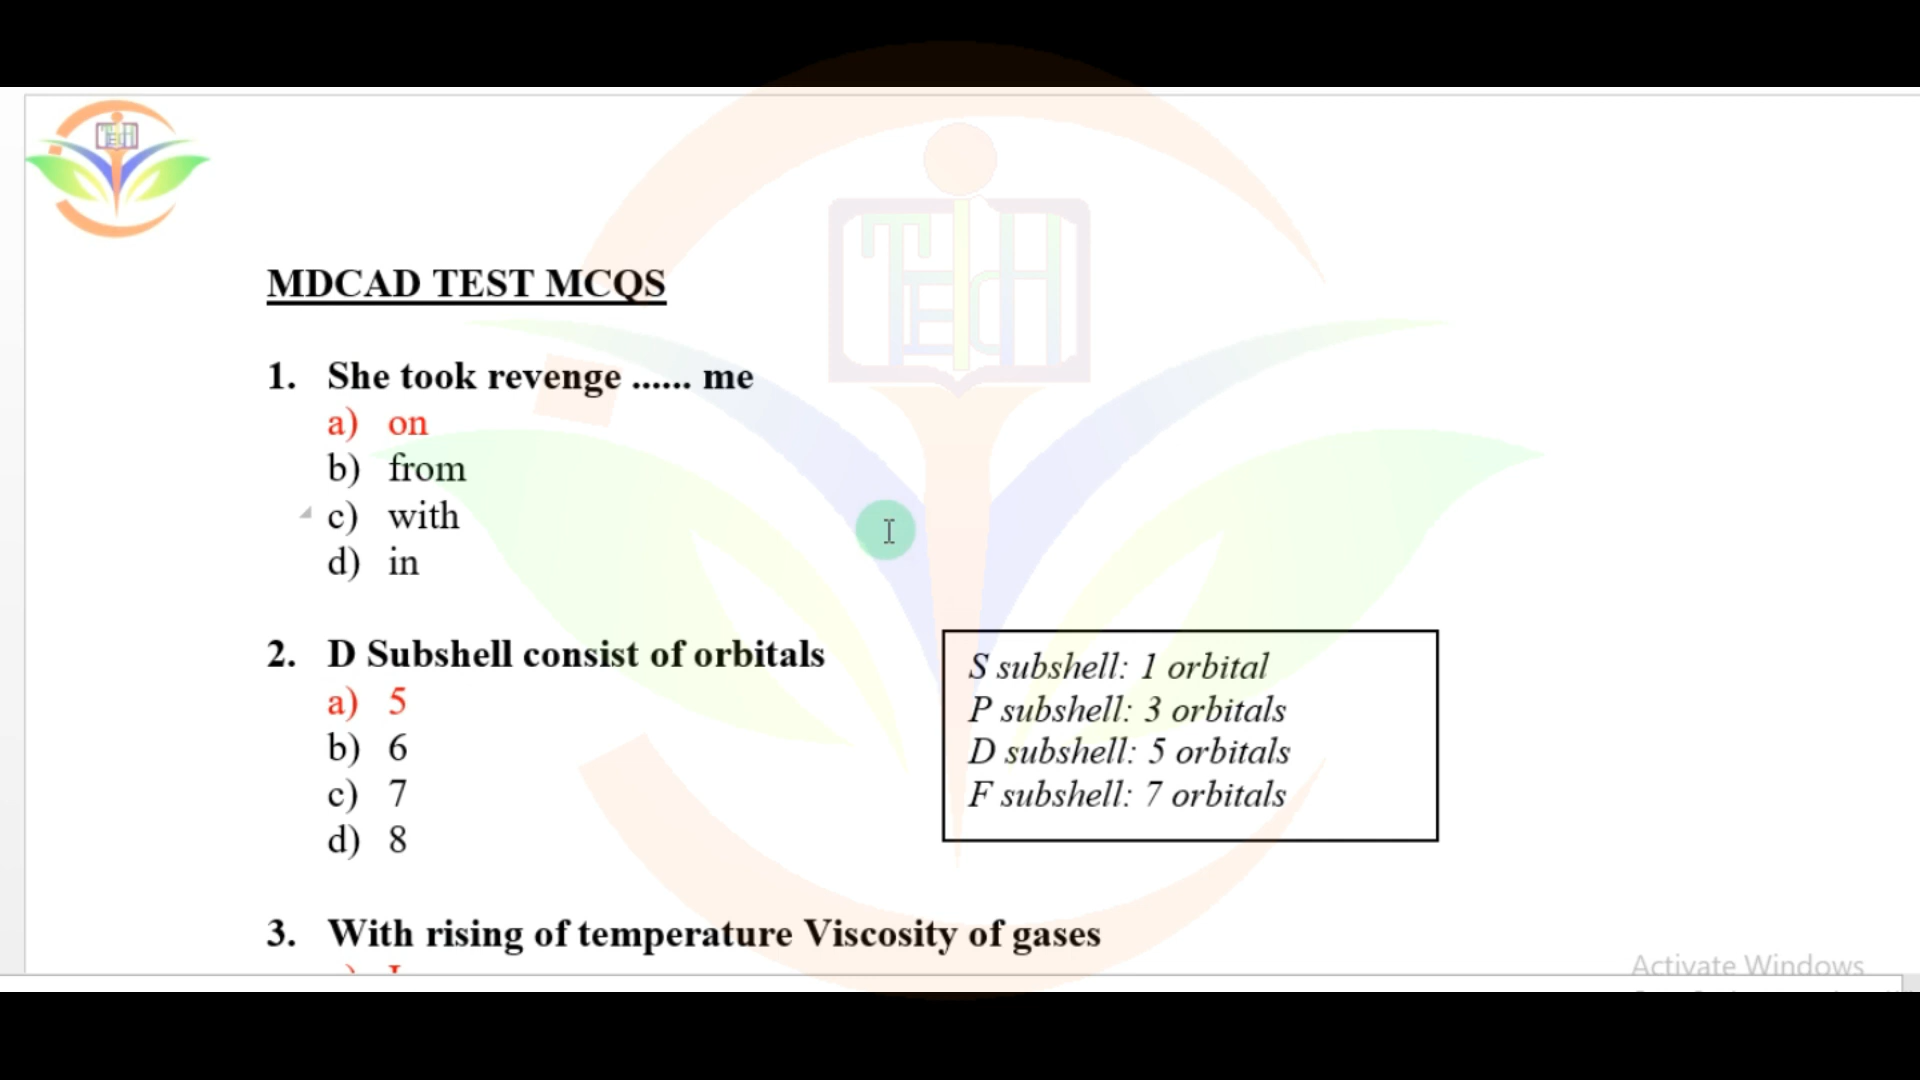 TECH
MDCAD TEST MCQS
1. She took revenge ...... me
a) on
b) from
c) with
d) in
2. D Subshell consist of orbitals
a) 5
b) 6
c) 7
d) 8
S subshell: 1 orbital
P subshell: 3 orbitals
D subshell: 5 orbitals
F subshell: 7 orbitals
3. With rising of temperature Viscosity of gases
Activate Windows
TECH